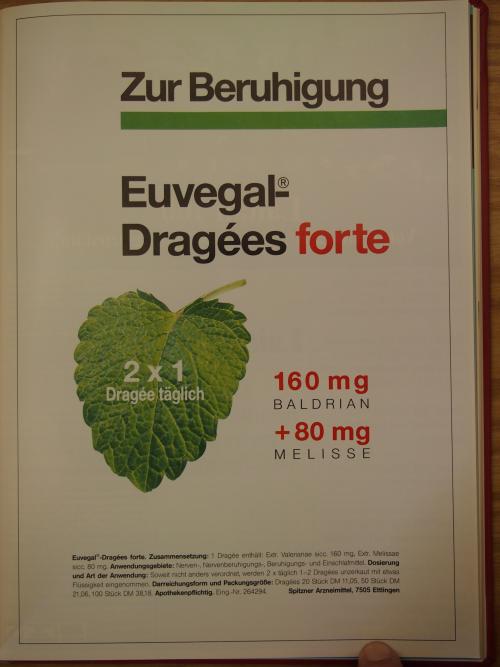 Zur Beruhigung
Euvegal®-
Dragées forte
2 x 1
Dragée täglich
160 mg
BALDRIAN
+ 80 mg
MELISSE
Euvegal®-Dragées forte. Zusammensetzung: 1 Dragée enthält: Extr. Valerianae sicc. 160 mg, Extr. Melissae
sicc. 80 mg. Anwendungsgebiete: Nerven-, Nervenberuhigungs-, Beruhigungs- und Einschlafmittel. Dosierung
und Art der Anwendung: Soweit nicht anders verordnet, werden 2 x täglich 1–2 Dragées unzerkaut mit etwas
Flüssigkeit eingenommen. Darreichungsform und Packungsgröße: Dragées 20 Stück DM 11,05, 50 Stück DM
21,06, 100 Stück DM 38,18. Apothekenpflichtig. Eing.-Nr. 264294. Spitzner Arzneimittel, 7505 Ettlingen